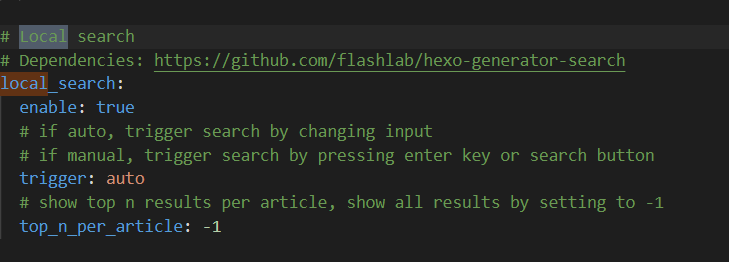 # Local search
# Dependencies: https://github.com/flashlab/hexo-generator-search
local_search:
  enable: true
  # if auto, trigger search by changing input
  # if manual, trigger search by pressing enter key or search button
  trigger: auto
  # show top n results per article, show all results by setting to -1
  top_n_per_article: -1